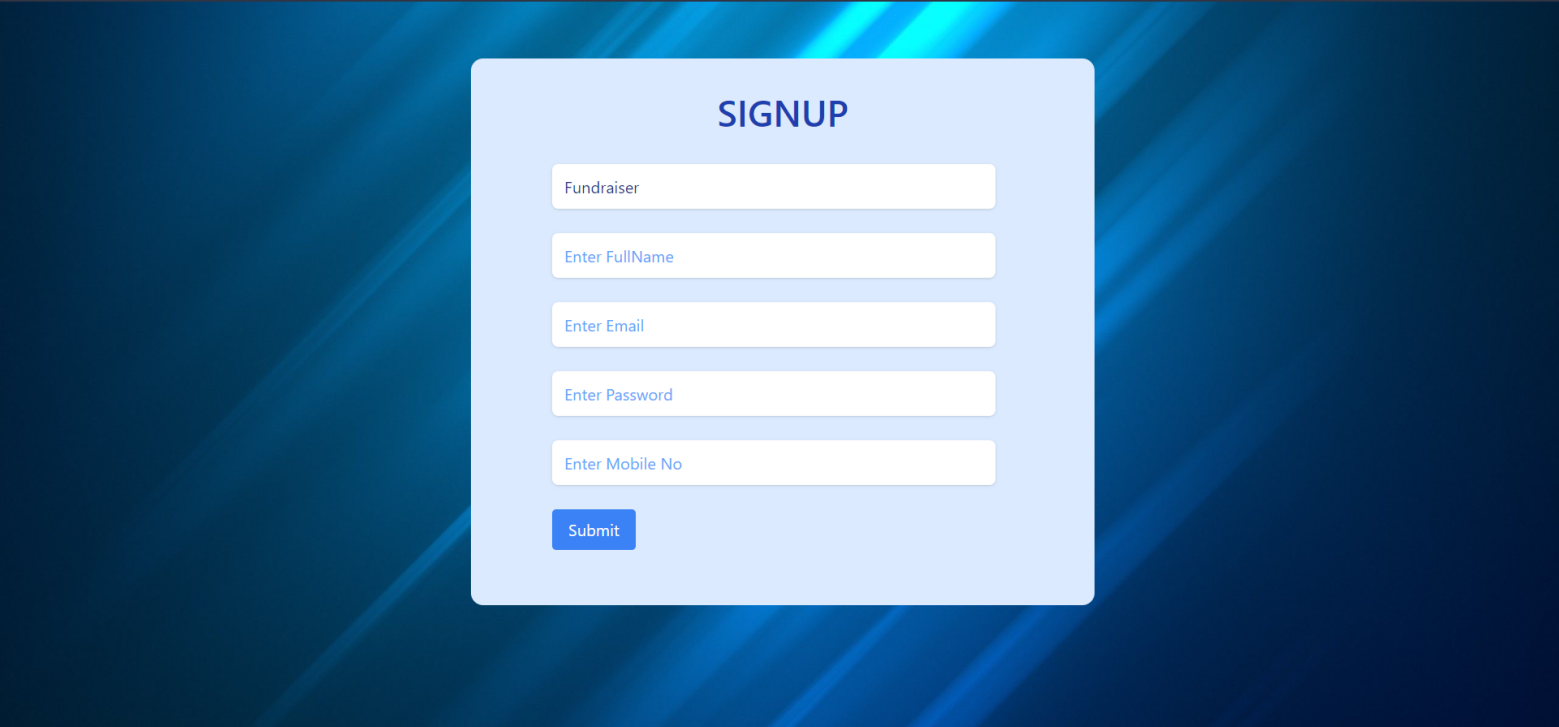 SIGNUP
Fundraiser
Enter FullName
Enter Email
Enter Password
Enter Mobile No
Submit